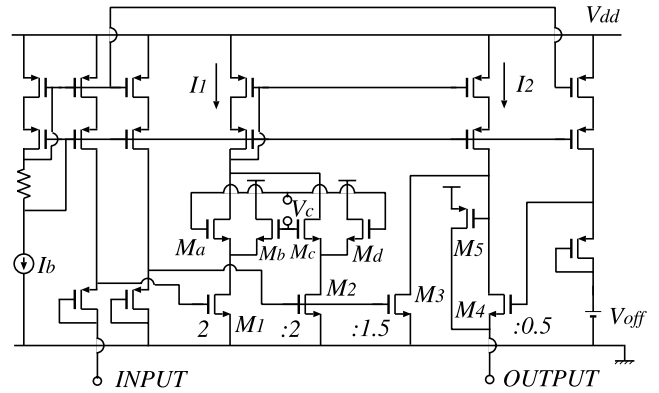 Vdd
I1
I2
Vc
Ma
Mb
Mc
Md
M5
Ib
M2
M3
M4
2
M1
:2
:1.5
:0.5
Voff
INPUT
OUTPUT